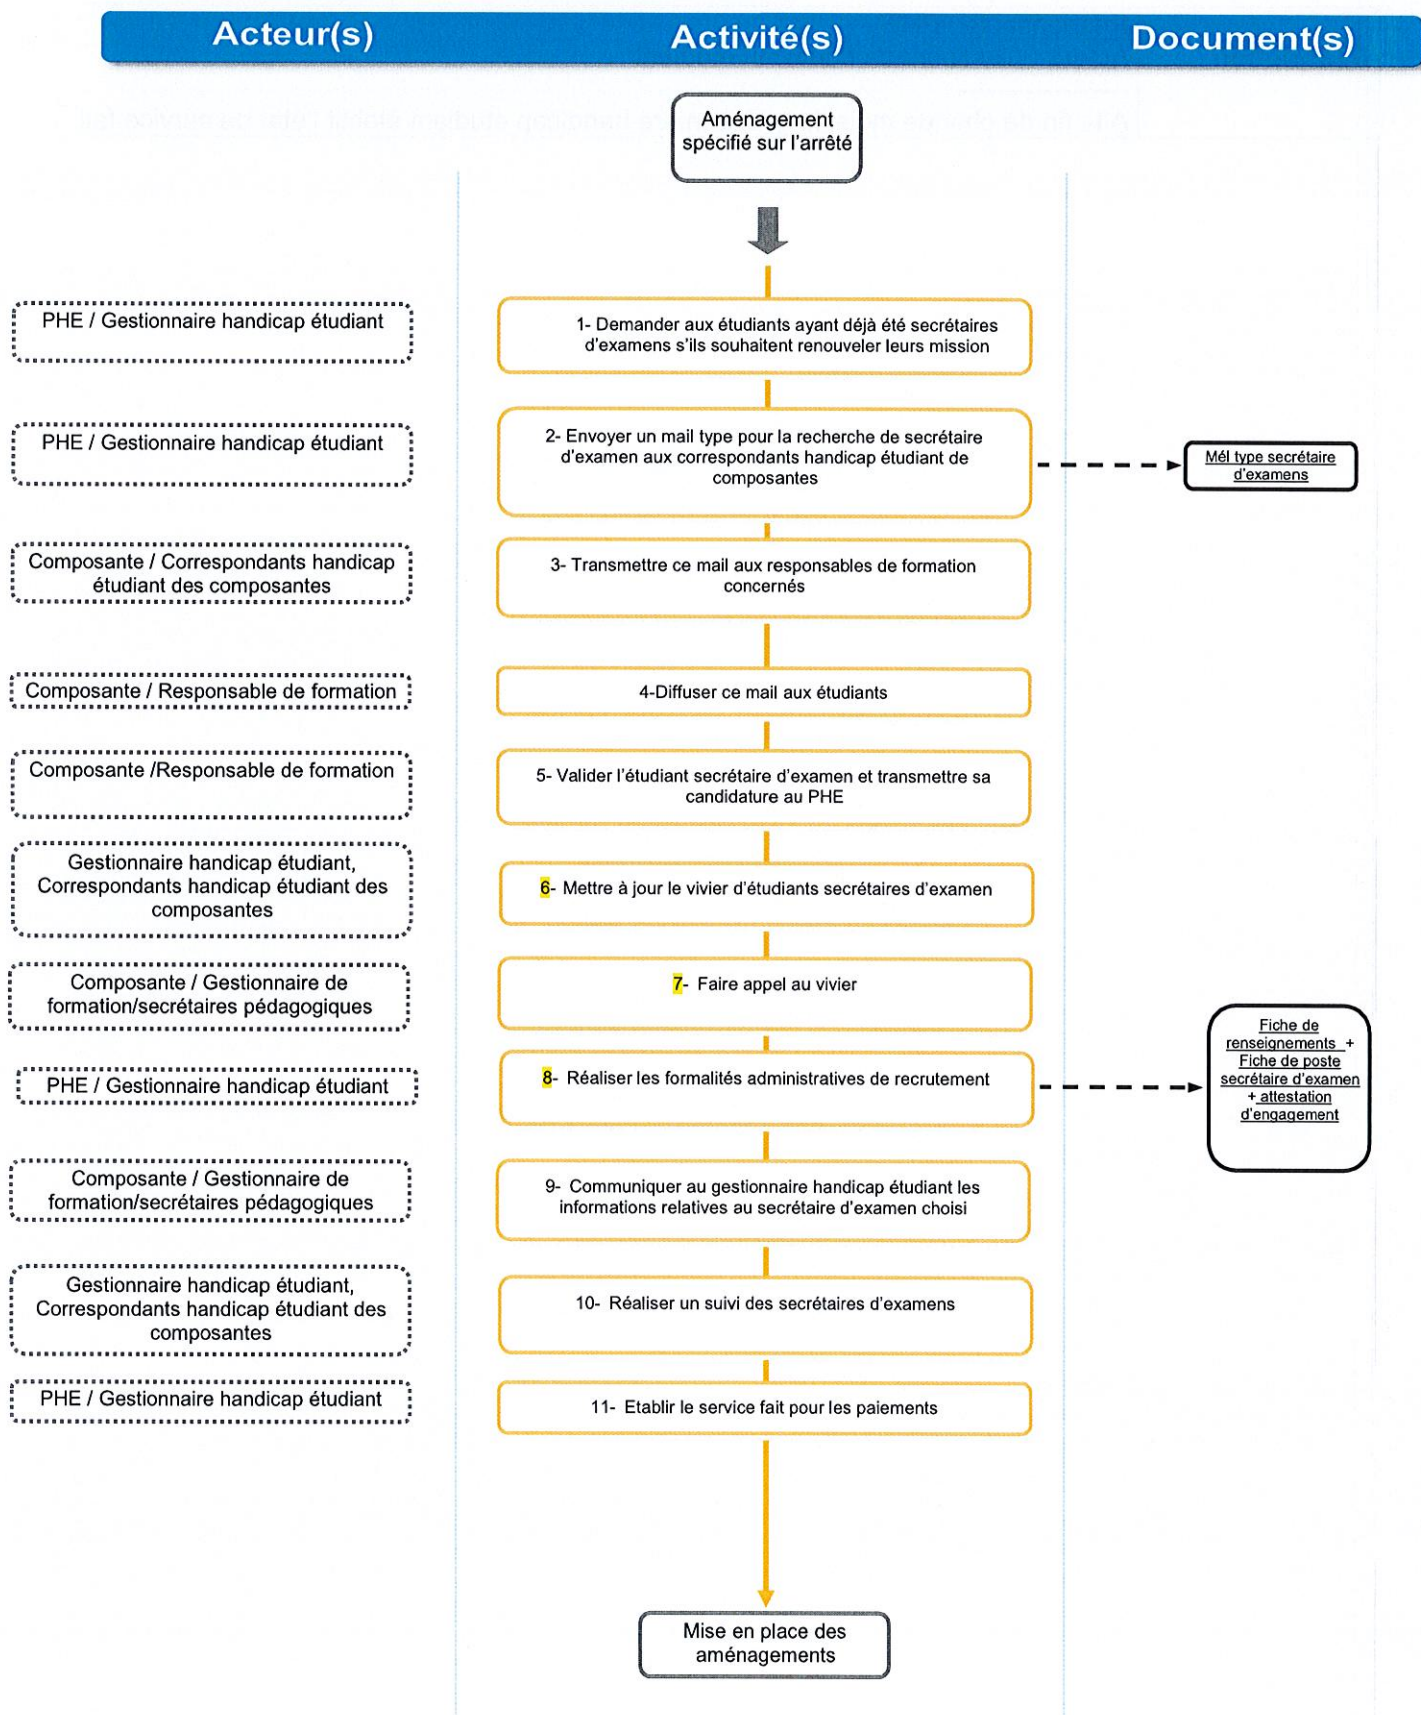 Acteur(s) Activité(s) Document(s)
Aménagement
spécifié sur l'arrêté
PHE / Gestionnaire handicap étudiant
1- Demander aux étudiants ayant déjà été secrétaires
d'examens s'ils souhaitent renouveler leurs mission
PHE / Gestionnaire handicap étudiant
2- Envoyer un mail type pour la recherche de secrétaire
d'examen aux correspondants handicap étudiant de
composantes
Mél type secrétaire
d'examens
Composante / Correspondants handicap
étudiant des composantes
3- Transmettre ce mail aux responsables de formation
concernés
Composante / Responsable de formation
4-Diffuser ce mail aux étudiants
Composante /Responsable de formation
5- Valider l'étudiant secrétaire d'examen et transmettre sa
candidature au PHE
Gestionnaire handicap étudiant,
Correspondants handicap étudiant des
composantes
6- Mettre à jour le vivier d'étudiants secrétaires d'examen
Composante / Gestionnaire de
formation/secrétaires pédagogiques
7- Faire appel au vivier
PHE / Gestionnaire handicap étudiant
8- Réaliser les formalités administratives de recrutement
Fiche de
renseignements +
Fiche de poste
secrétaire d'examen
+ attestation
d'engagement
Composante / Gestionnaire de
formation/secrétaires pédagogiques
9- Communiquer au gestionnaire handicap étudiant les
informations relatives au secrétaire d'examen choisi
Gestionnaire handicap étudiant,
Correspondants handicap étudiant des
composantes
10- Réaliser un suivi des secrétaires d'examens
PHE / Gestionnaire handicap étudiant
11- Etablir le service fait pour les paiements
Mise en place des
aménagements